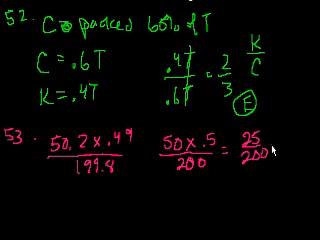 52. C packed 60% of T
C = .6T
K = .4T
.4T / .6T = 2/3 K/C
E
53. 50.2 x .49 / 199.8 50 x .5 / 200 = 25/200